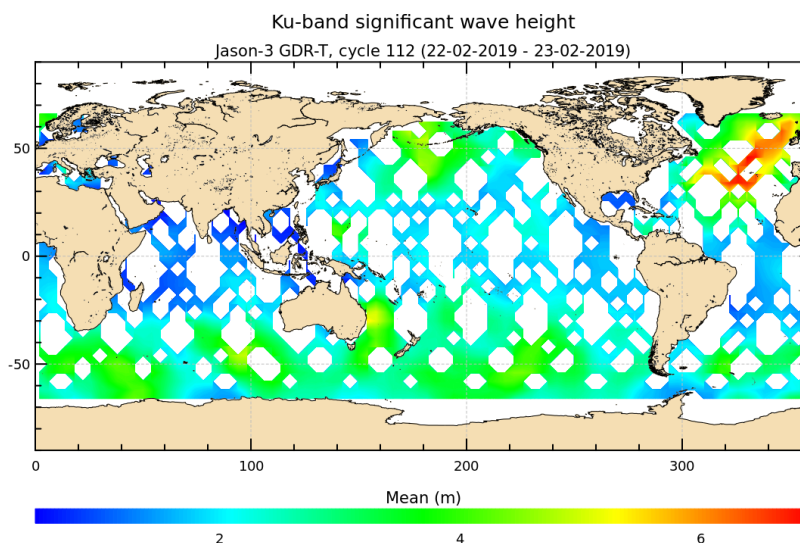 Ku-band significant wave height
Jason-3 GDR-T, cycle 112 (22-02-2019 - 23-02-2019)
50
0
-50
0 100 200 300
Mean (m)
2 4 6